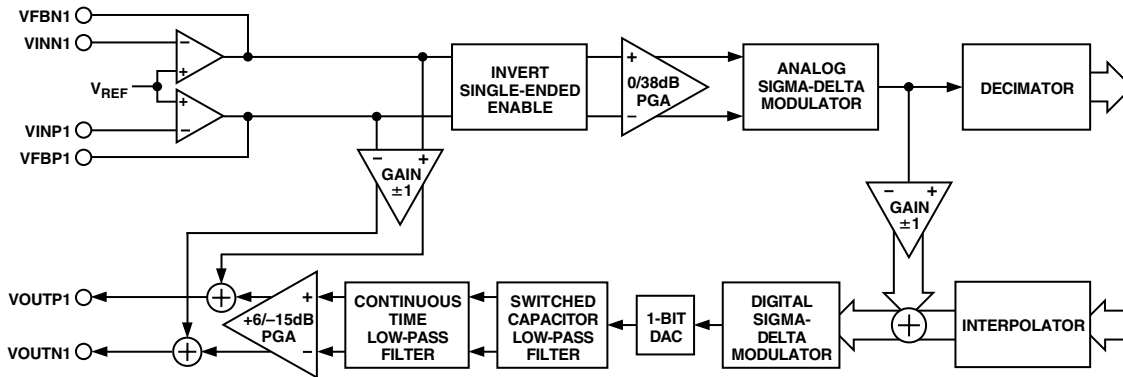 VFBN1
VINN1
VREF
VINP1
VFBP1
INVERT
SINGLE-ENDED
ENABLE
0/38dB
PGA
ANALOG
SIGMA-DELTA
MODULATOR
DECIMATOR
GAIN
±1
GAIN
±1
VOUTP1
VOUTN1
+6/–15dB
PGA
CONTINUOUS
TIME
LOW-PASS
FILTER
SWITCHED
CAPACITOR
LOW-PASS
FILTER
1-BIT
DAC
DIGITAL
SIGMA-
DELTA
MODULATOR
INTERPOLATOR